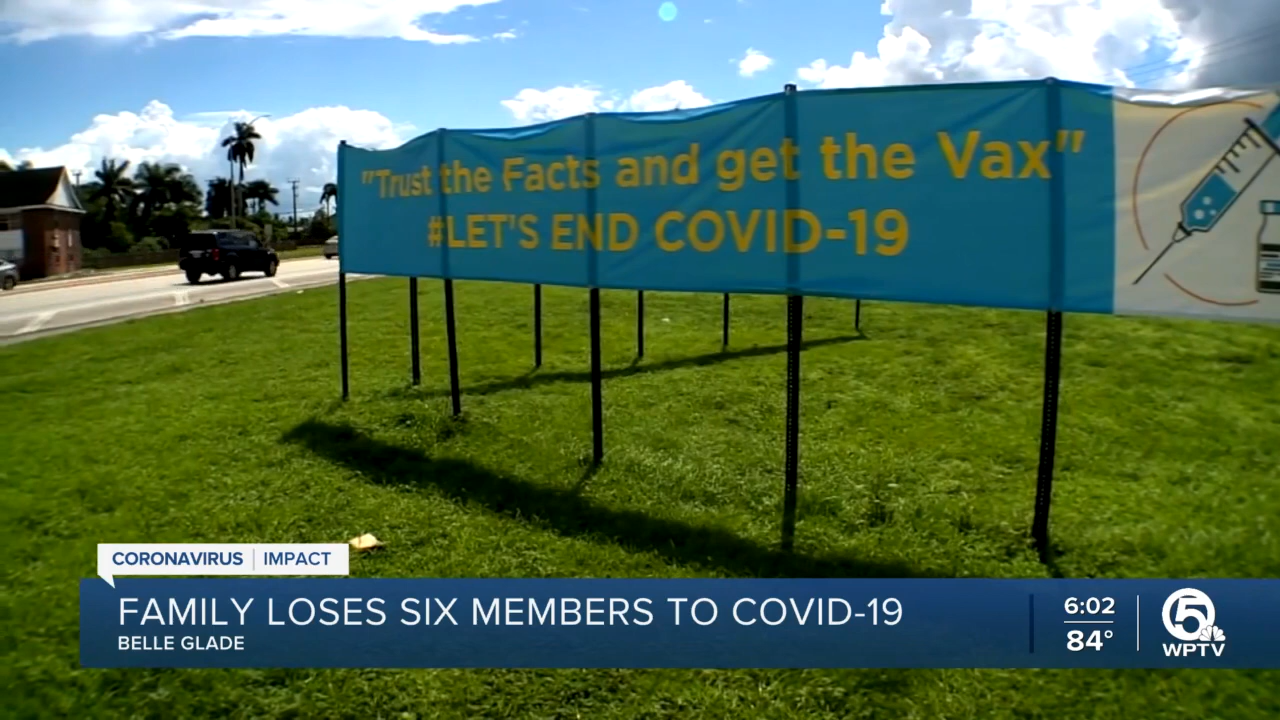 "Trust the Facts and get the Vax"
#LET'S END COVID-19
CORONAVIRUS | IMPACT
FAMILY LOSES SIX MEMBERS TO COVID-19
BELLE GLADE
6:02
84°
5
WPTV